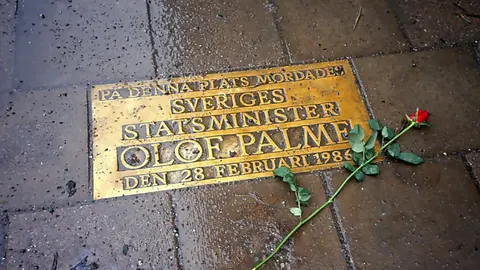 PÅ DENNA PLATS MÖRDADES
SVERIGES
STATSMINISTER
OLOF PALME
DEN 28 FEBRUARI 1986